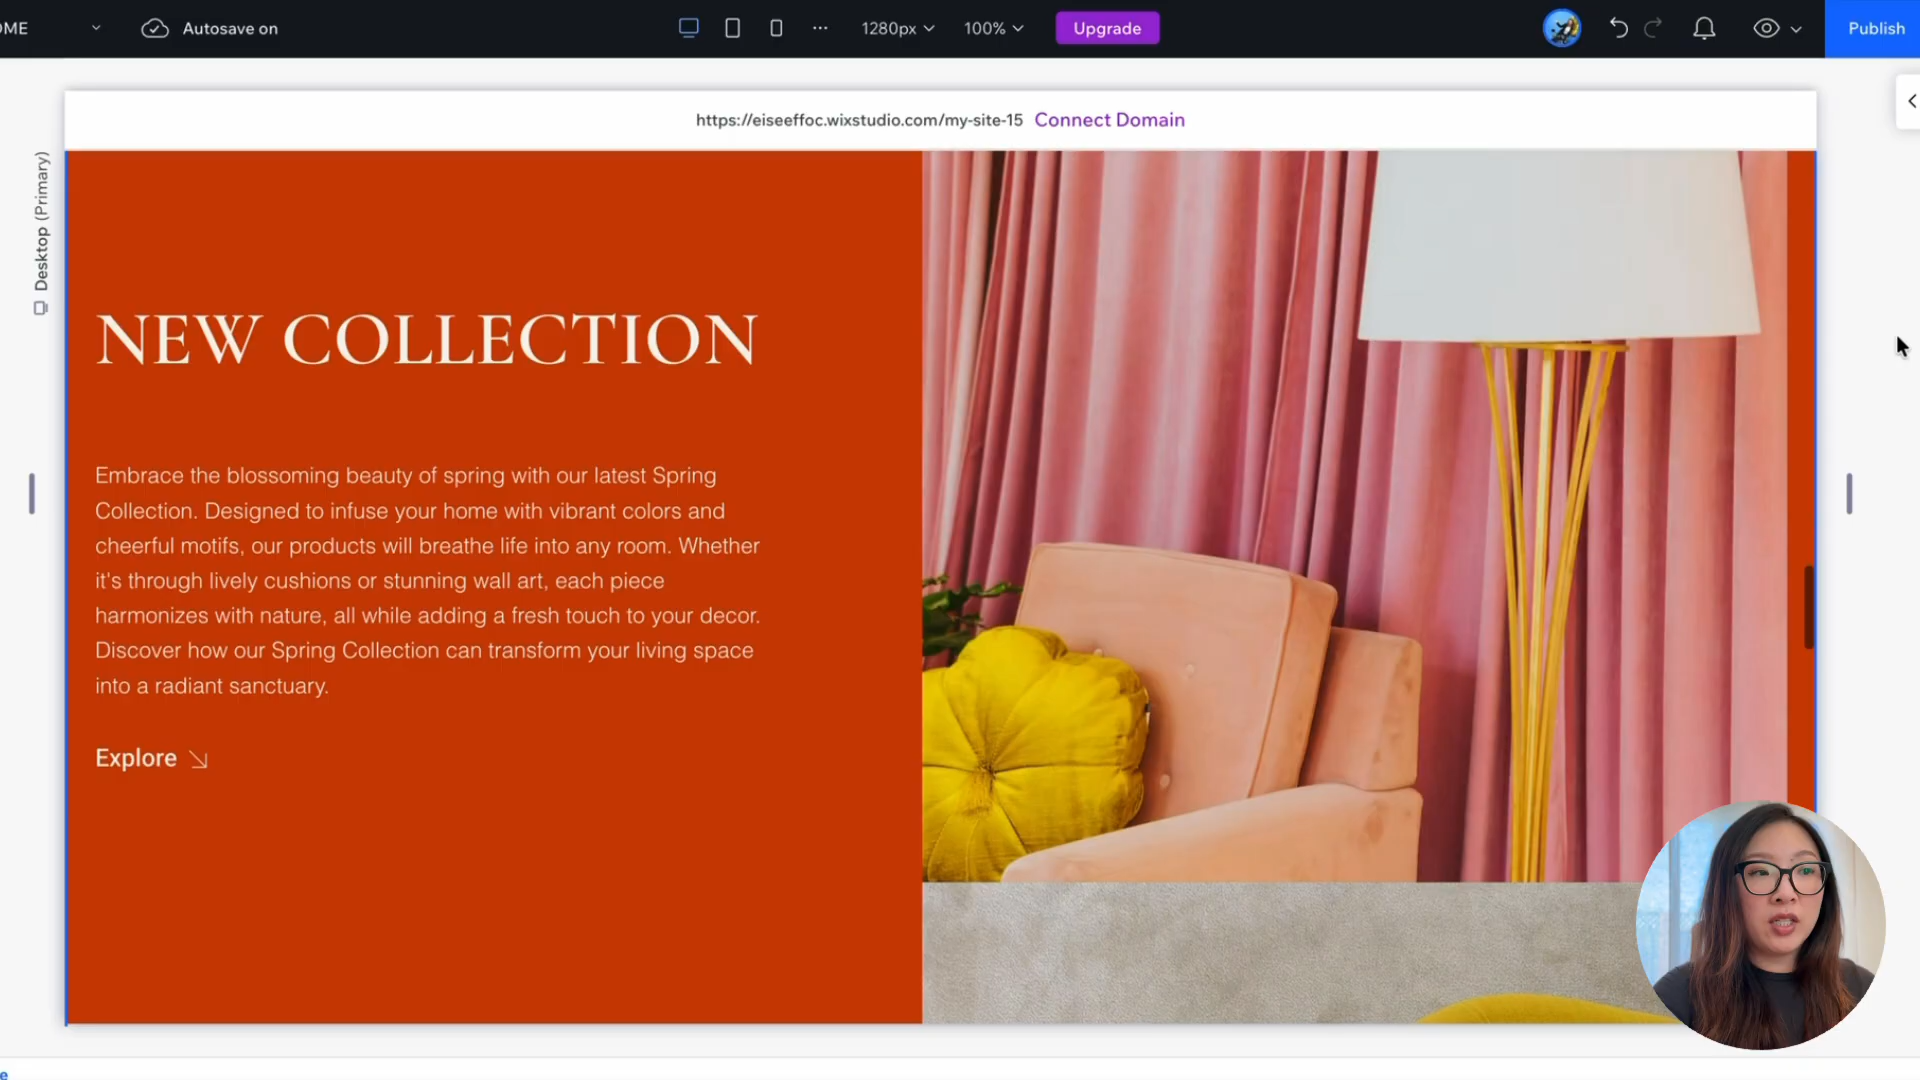 OME
Autosave on
1280px
100%
Upgrade
Publish
https://eiseeffoc.wixstudio.com/my-site-15 Connect Domain
Desktop (Primary)
NEW COLLECTION
Embrace the blossoming beauty of spring with our latest Spring
Collection. Designed to infuse your home with vibrant colors and
cheerful motifs, our products will breathe life into any room. Whether
it's through lively cushions or stunning wall art, each piece
harmonizes with nature, all while adding a fresh touch to your decor.
Discover how our Spring Collection can transform your living space
into a radiant sanctuary.
Explore
e